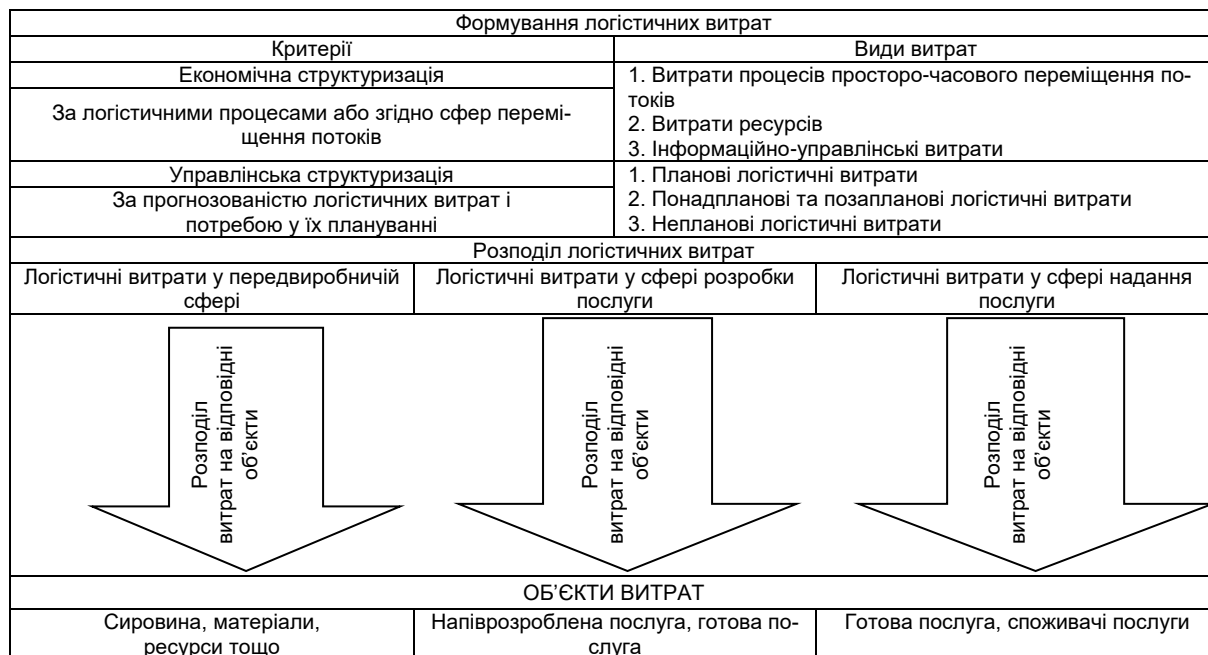 Формування логістичних витрат
Критерії
Види витрат
Економічна структуризація
За логістичними процесами або згідно сфер перемі-
щення потоків
1. Витрати процесів просторо-часового переміщення по-
токів
2. Витрати ресурсів
3. Інформаційно-управлінські витрати
Управлінська структуризація
За прогнозованістю логістичних витрат і
потребою у їх плануванні
1. Планові логістичні витрати
2. Понадпланові та позапланові логістичні витрати
3. Непланові логістичні витрати
Розподіл логістичних витрат
Логістичні витрати у передвиробничій
сфері
Логістичні витрати у сфері розробки
послуги
Логістичні витрати у сфері надання
послуги
Розподіл
витрат на відповідні
об’єкти
Розподіл
витрат на відповідні
об’єкти
Розподіл
витрат на відповідні
об’єкти
ОБ’ЄКТИ ВИТРАТ
Сировина, матеріали,
ресурси тощо
Напіврозроблена послуга, готова по-
слуга
Готова послуга, споживачі послуги